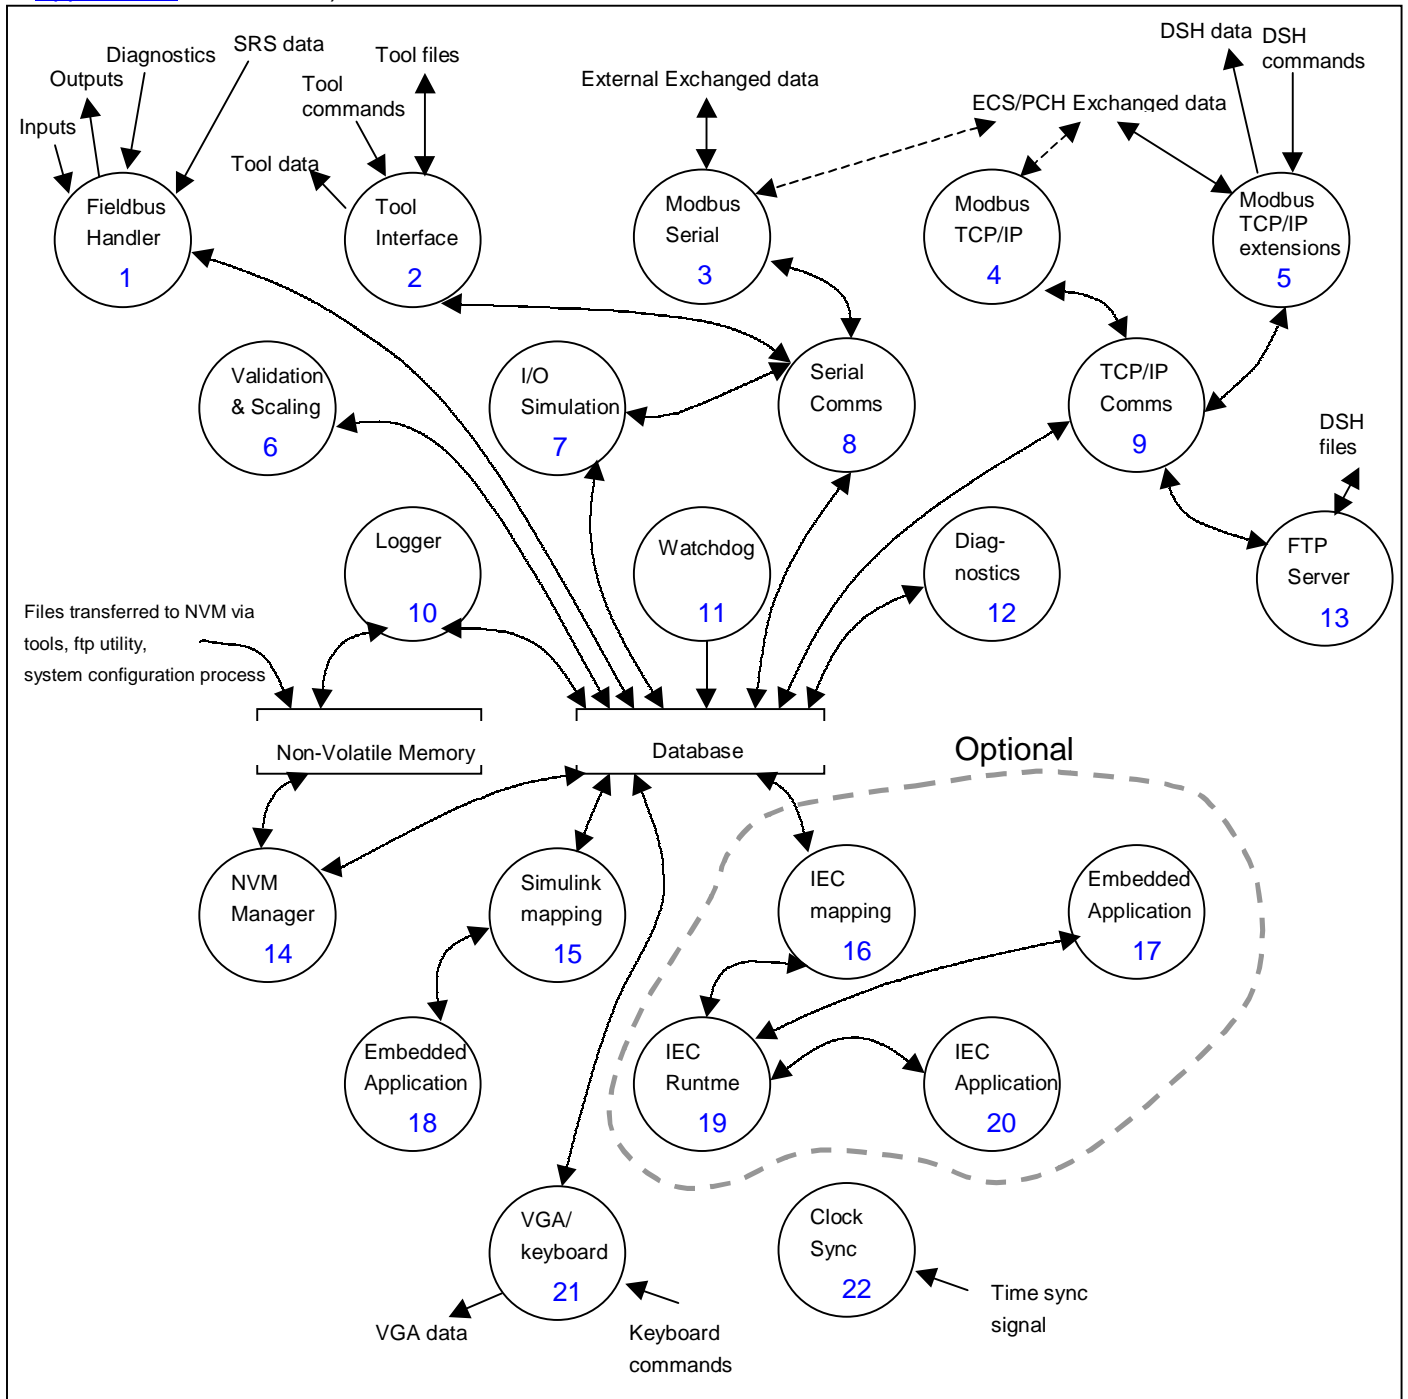 DSH data
DSH
commands
SRS data
Diagnostics
Outputs
Inputs
Tool files
Tool
commands
Tool data
External Exchanged data
ECS/PCH Exchanged data
Fieldbus
Handler
1
Tool
Interface
2
Modbus
Serial
3
Modbus
TCP/IP
4
Modbus
TCP/IP
extensions
5
Validation
& Scaling
6
I/O
Simulation
7
Serial
Comms
8
TCP/IP
Comms
9
DSH
files
Logger
10
Watchdog
11
Diag-
nostics
12
FTP
Server
13
Files transferred to NVM via
tools, ftp utility,
system configuration process
Non-Volatile Memory
Database
Optional
NVM
Manager
14
Simulink
mapping
15
IEC
mapping
16
Embedded
Application
17
Embedded
Application
18
IEC
Runtme
19
IEC
Application
20
VGA/
keyboard
21
Clock
Sync
22
VGA data
Keyboard
commands
Time sync
signal